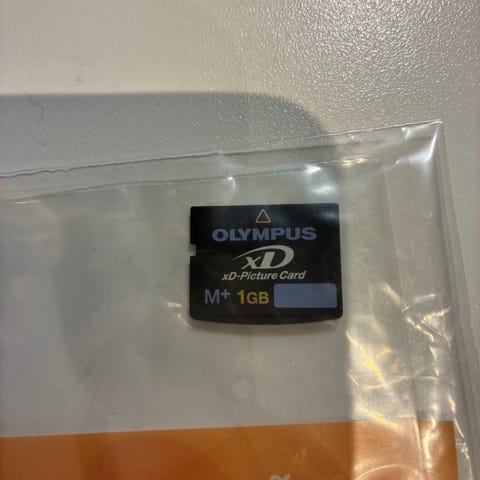 OLYMPUS
xD
xD-Picture Card
M+ 1GB